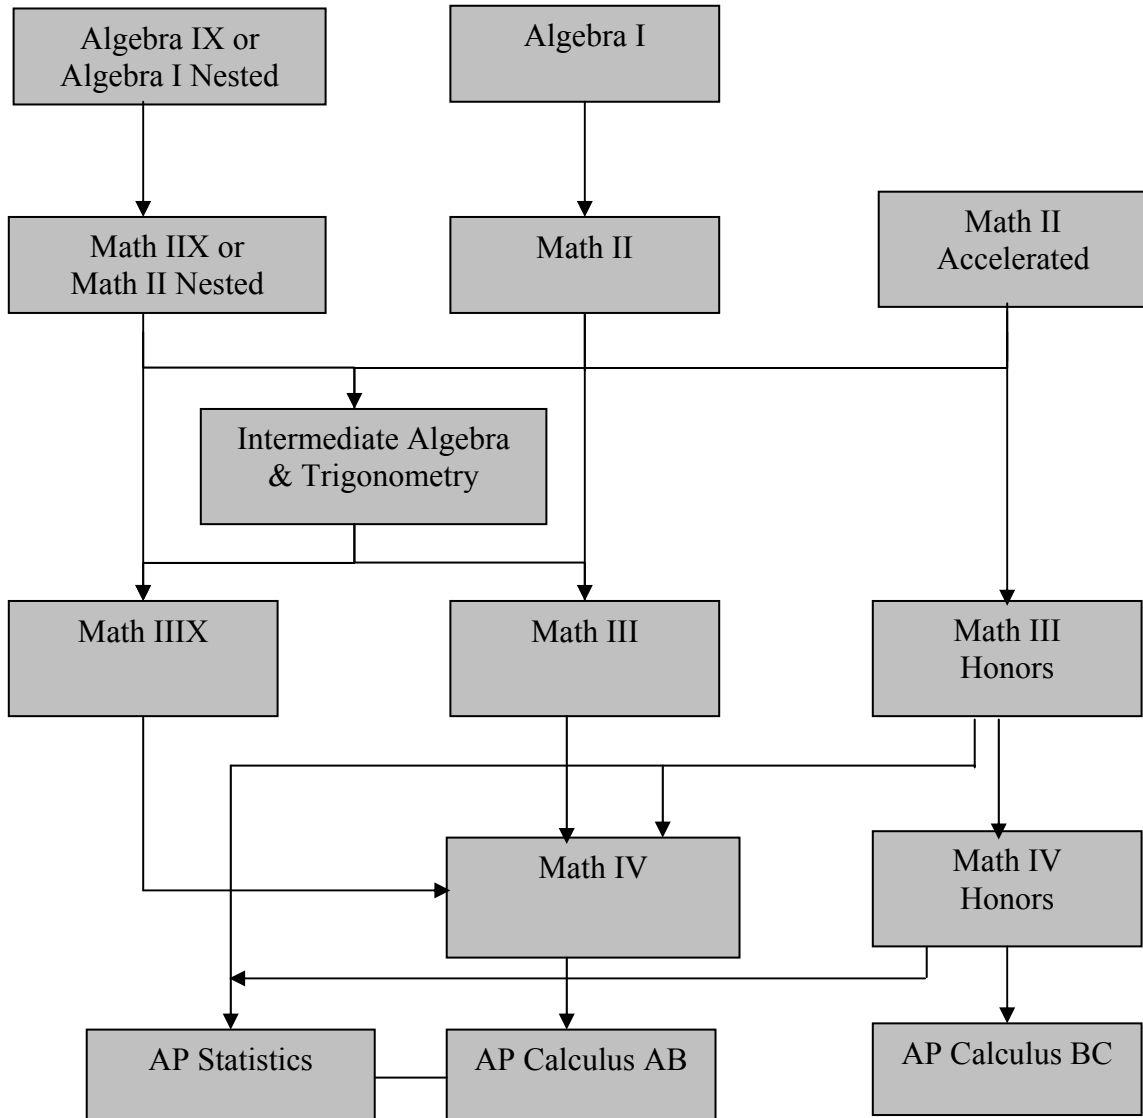 Algebra IX or
Algebra I Nested
Algebra I
Math IIX or
Math II Nested
Math II
Math II
Accelerated
Intermediate Algebra
& Trigonometry
Math IIIX
Math III
Math III
Honors
Math IV
Math IV
Honors
AP Statistics
AP Calculus AB
AP Calculus BC